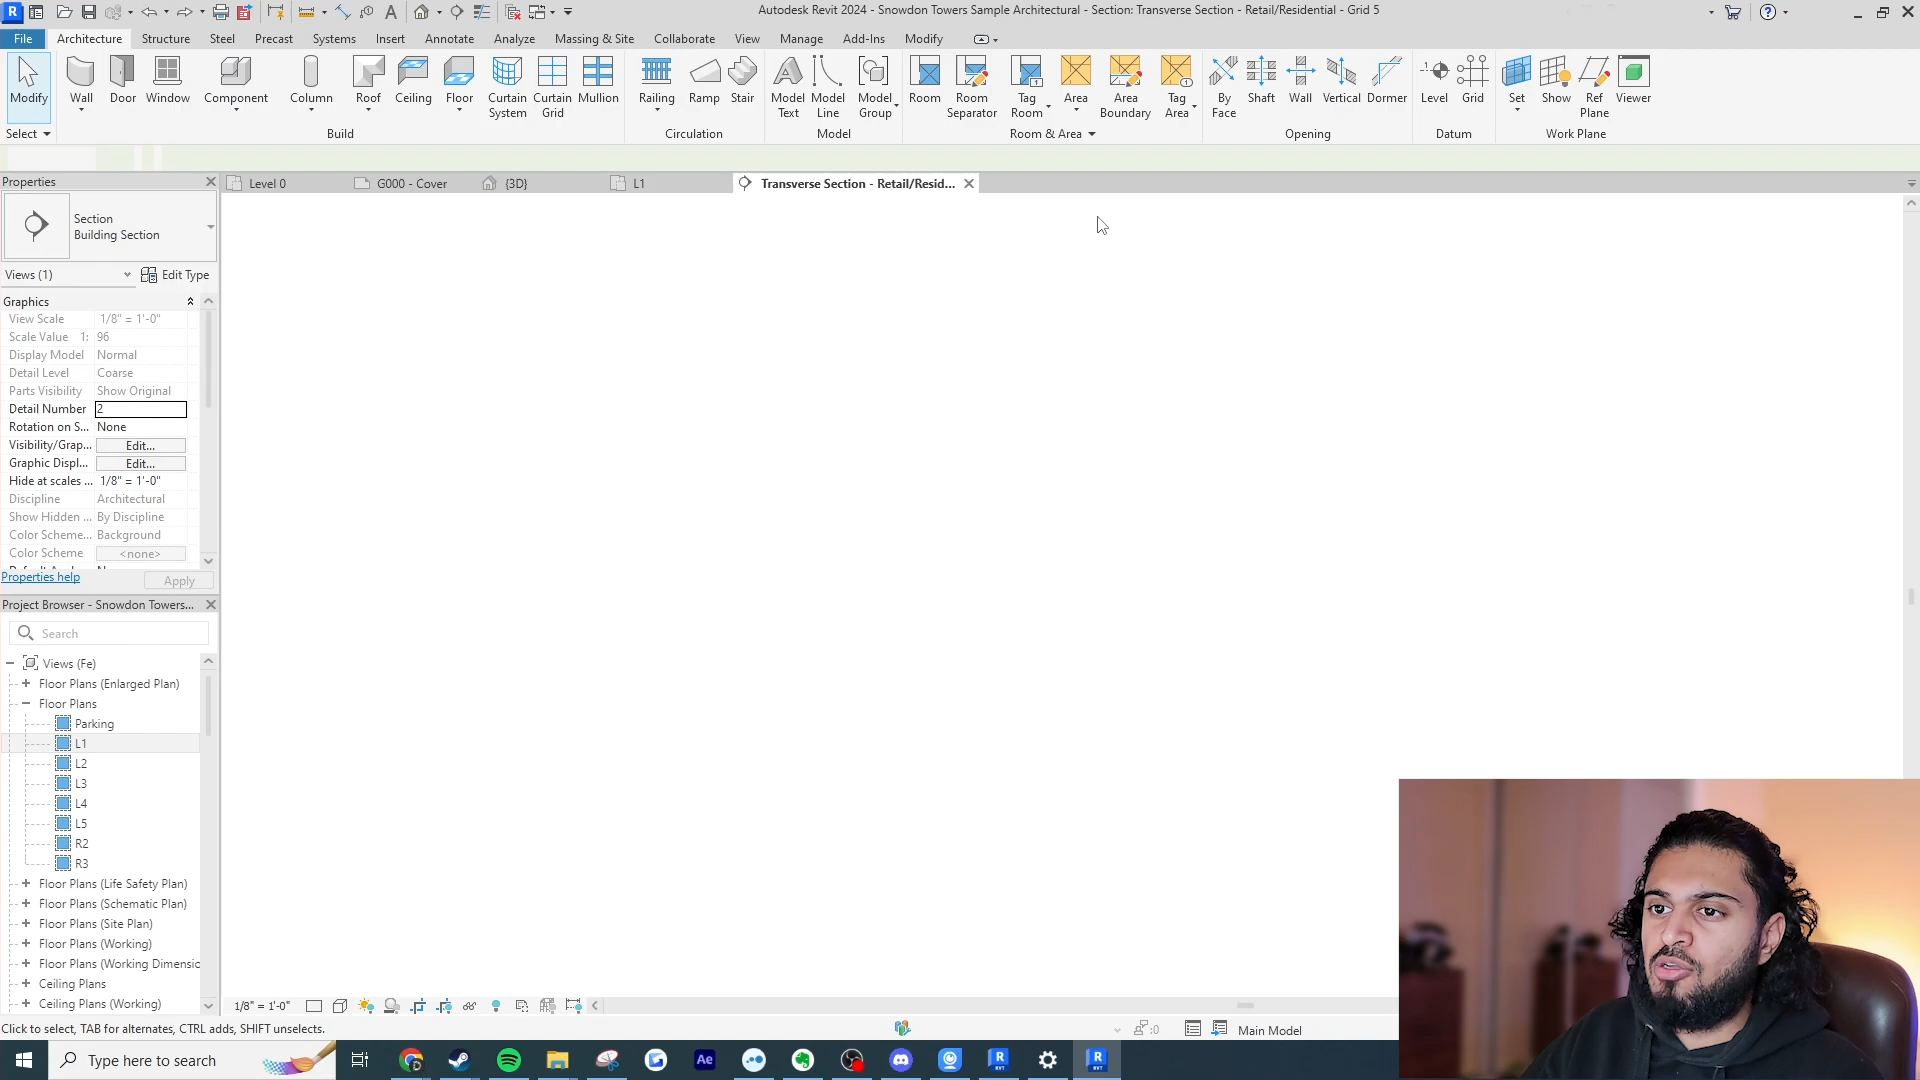 Autodesk Revit 2024 - Snowdon Towers Sample Architectural - Section: Transverse Section - Retail/Residential - Grid 5
File Architecture Structure Steel Precast Systems Insert Annotate Analyze Massing & Site Collaborate View Manage Add-Ins Modify
Modify Wall Door Window Component Column Roof Ceiling Floor Curtain System Curtain Grid Mullion Railing Ramp Stair Model Text Model Line Model Group Room Room Separator Tag Room Area Area Boundary Tag Area By Face Shaft Wall Vertical Dormer Level Grid Set Show Ref Plane Viewer
Select Build Circulation Model Room & Area Opening Datum Work Plane
Properties
Level 0 G000 - Cover {3D} L1 Transverse Section - Retail/Resid...
Section
Building Section
Views (1) Edit Type
Graphics
View Scale 1/8" = 1'-0"
Scale Value 1: 96
Display Model Normal
Detail Level Coarse
Parts Visibility Show Original
Detail Number 2
Rotation on S... None
Visibility/Grap... Edit...
Graphic Displ... Edit...
Hide at scales ... 1/8" = 1'-0"
Discipline Architectural
Show Hidden ... By Discipline
Color Scheme... Background
Color Scheme <none>
Properties help Apply
Project Browser - Snowdon Towers...
Search
Views (Fe)
Floor Plans (Enlarged Plan)
Floor Plans
Parking
L1
L2
L3
L4
L5
R2
R3
Floor Plans (Life Safety Plan)
Floor Plans (Schematic Plan)
Floor Plans (Site Plan)
Floor Plans (Working)
Floor Plans (Working Dimensio
Ceiling Plans
Ceiling Plans (Working)
1/8" = 1'-0"
Click to select, TAB for alternates, CTRL adds, SHIFT unselects.
:0 Main Model
Type here to search